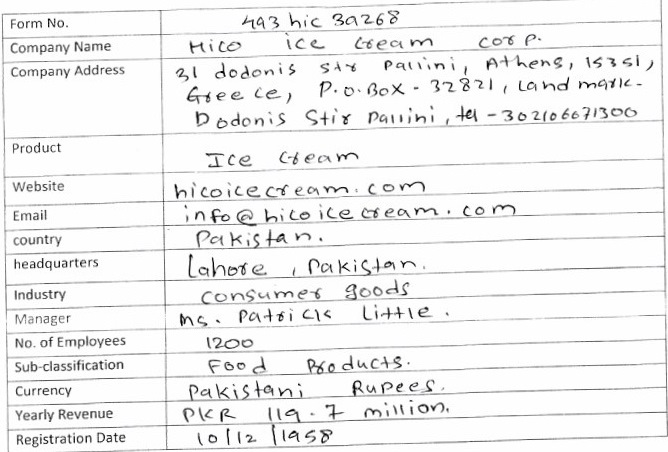 Form No. 493 hic 39268
Company Name Hico ice cream corp.
Company Address 31 dodonis str Pallini, Athens, 15351,
Greece, P.O.BOX - 32821, Land mark-
Dodonis Stir Pallini, tel - 302106671300
Product Ice Cream
Website hicoicecream.com
Email info@hicoicecream.com
country Pakistan.
headquarters Lahore, Pakistan.
Industry Consumer goods
Manager Ms. Patrick Little.
No. of Employees 1200
Sub-classification Food Products.
Currency Pakistani Rupees.
Yearly Revenue PKR 119.7 million.
Registration Date 10/12/1958